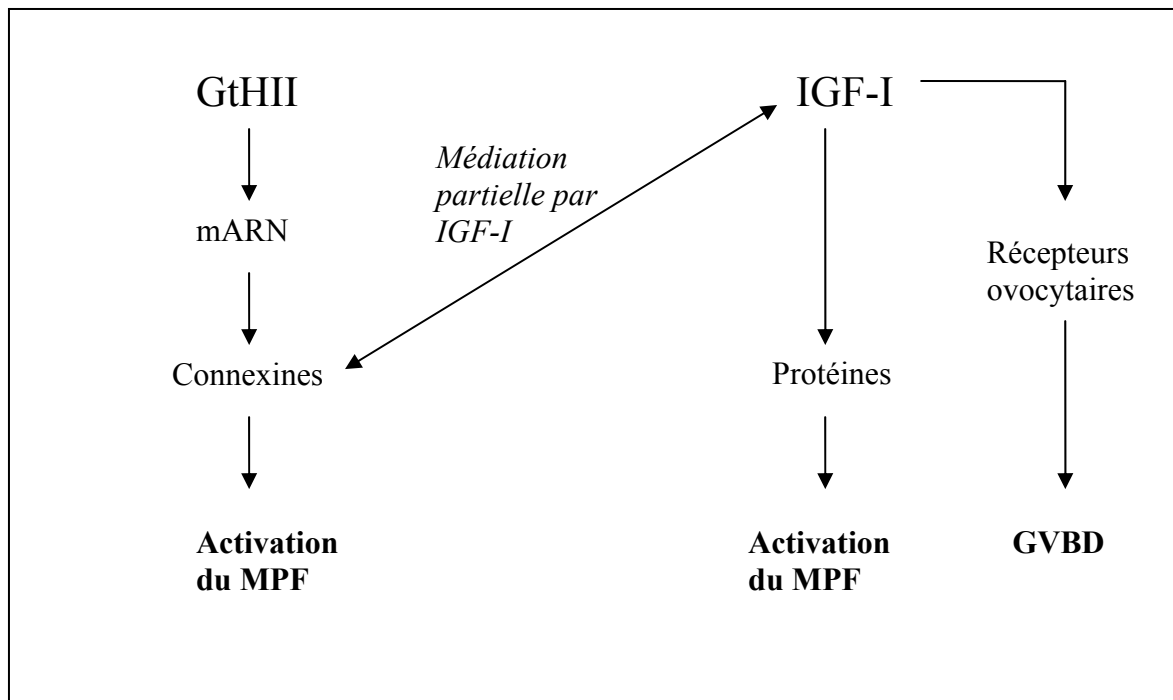 GtHII
IGF-I
Médiation
partielle par
IGF-I
mARN
Récepteurs
ovocytaires
Connexines
Protéines
Activation
du MPF
Activation
du MPF
GVBD